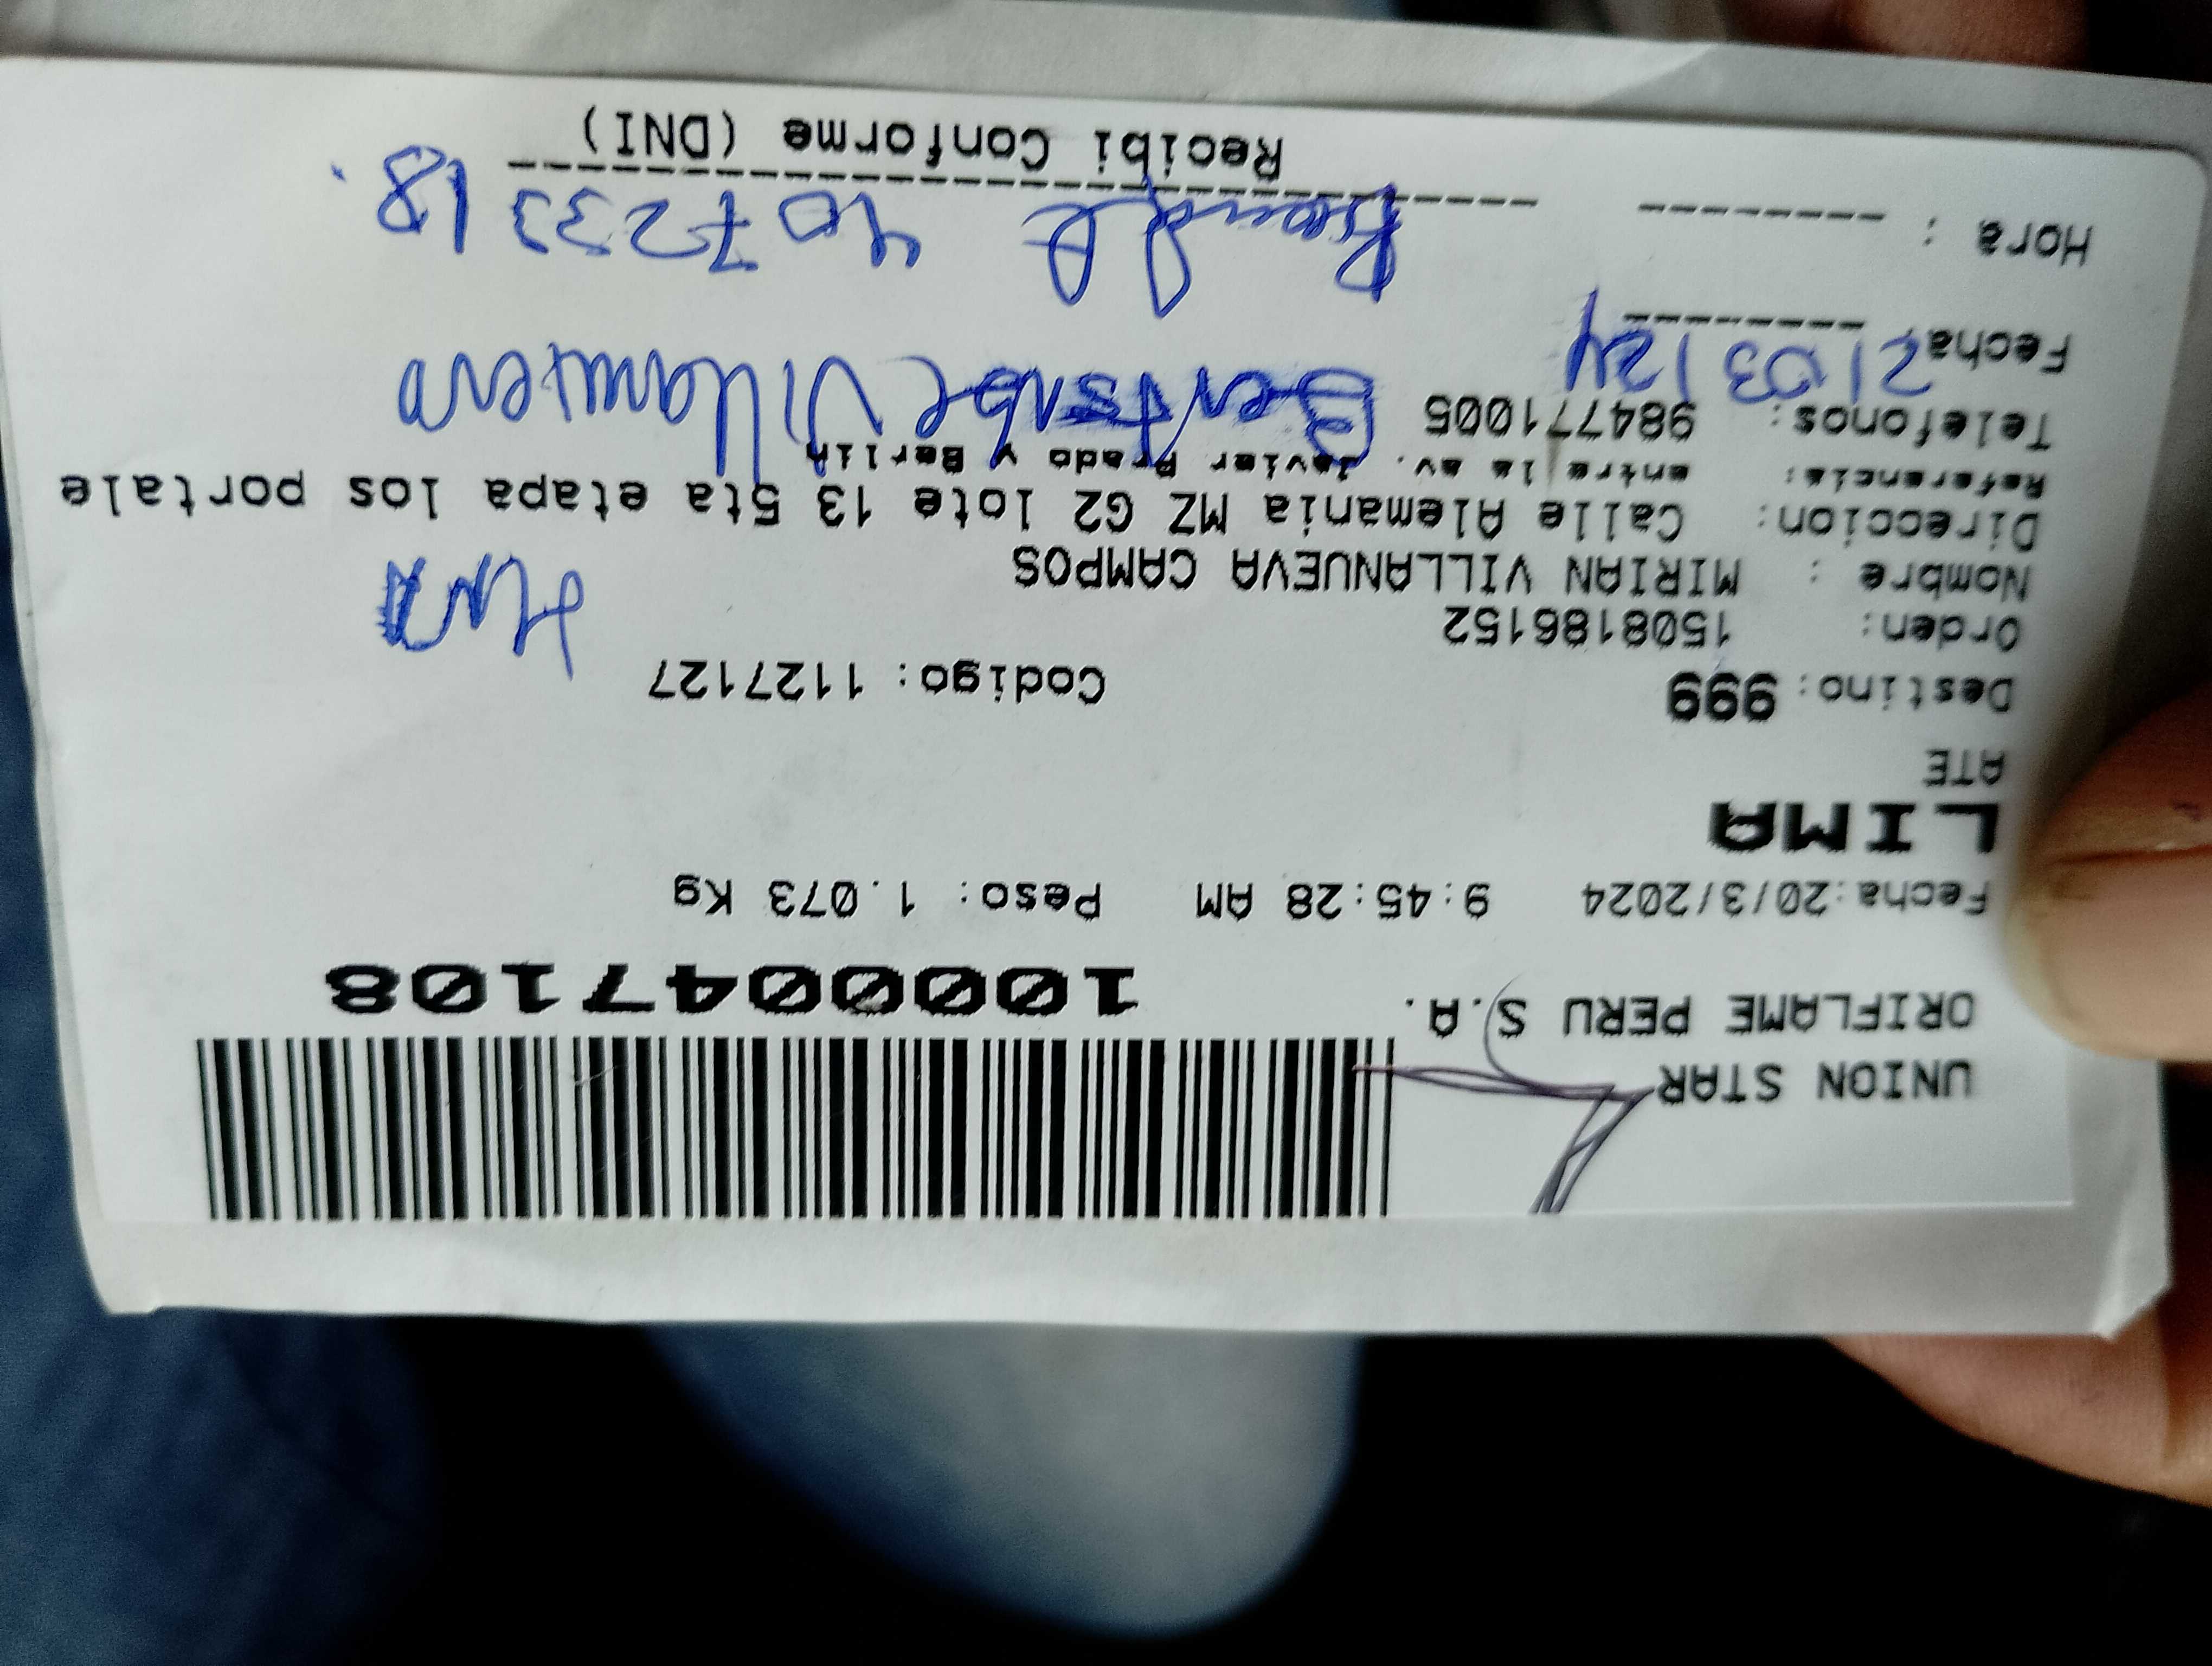 UNION STAR
ORIFLAME PERU S.A.
10000047108
Fecha:20/3/2024 9:45:28 AM Peso: 1.073 Kg
LIMA
ATE
Destino: 999 Codigo: 1127127
Orden: 1508186152
Nombre : MIRIAN VILLANUEVA CAMPOS
Direccion: Calle Alemania MZ G2 lote 13 5ta etapa los portale
Referencia: entre la av. Javier Prado y Berlin
Telefonos: 984771005
Villanueva
Fecha 21/03/24
40723318.
Hora :
Recibi Conforme (DNI)